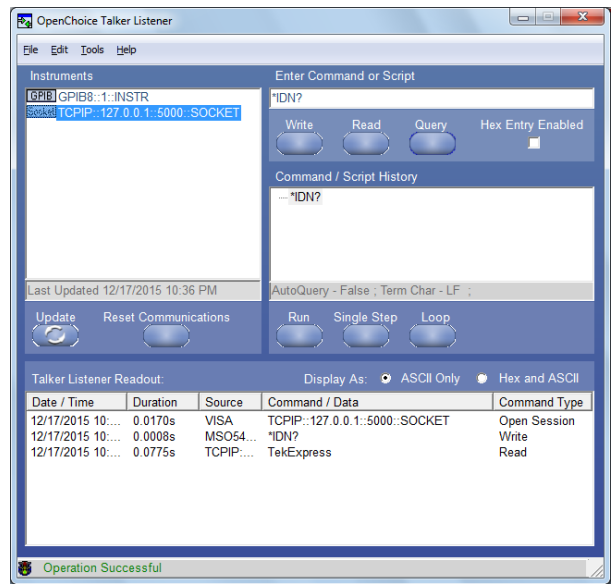 OpenChoice Talker Listener
File Edit Tools Help
Instruments
GPIB GPIB8::1::INSTR
Socket TCPIP::127.0.0.1::5000::SOCKET
Last Updated 12/17/2015 10:36 PM
Update Reset Communications
Enter Command or Script
*IDN?
Write Read Query Hex Entry Enabled
Command / Script History
*IDN?
AutoQuery - False ; Term Char - LF ;
Run Single Step Loop
Talker Listener Readout: Display As: ASCII Only Hex and ASCII
Date / Time Duration Source Command / Data Command Type
12/17/2015 10:... 0.0170s VISA TCPIP::127.0.0.1::5000::SOCKET Open Session
12/17/2015 10:... 0.0008s MSO54... *IDN? Write
12/17/2015 10:... 0.0775s TCPIP:... TekExpress Read
Operation Successful